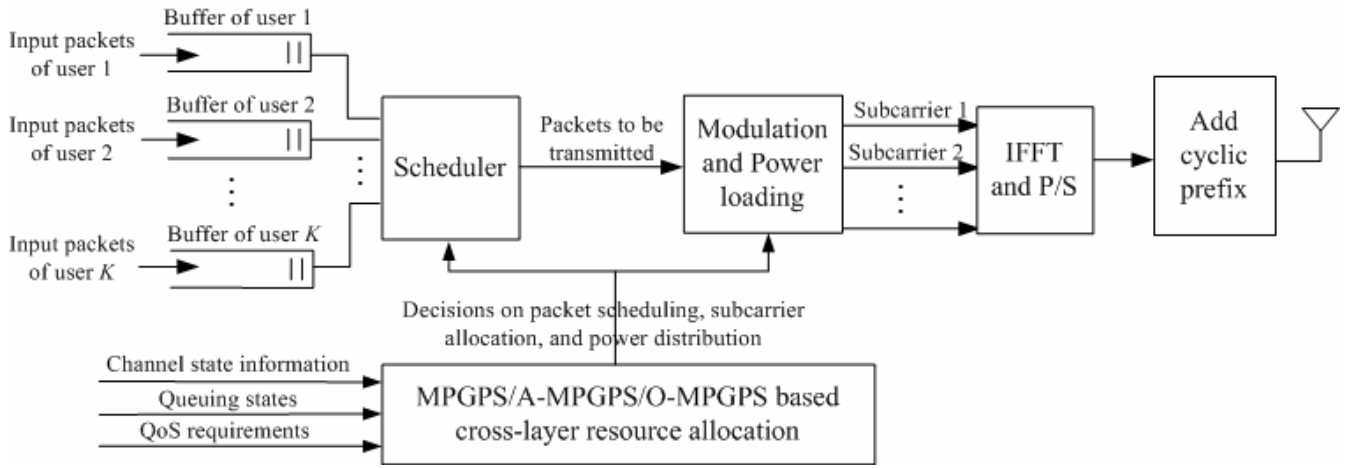 Buffer of user 1
Input packets
of user 1
Buffer of user 2
Input packets
of user 2
Buffer of user K
Input packets
of user K
Scheduler
Packets to be
transmitted
Modulation
and Power
loading
Subcarrier 1
Subcarrier 2
IFFT
and P/S
Add
cyclic
prefix
Decisions on packet scheduling, subcarrier
allocation, and power distribution
Channel state information
Queuing states
QoS requirements
MPGPS/A-MPGPS/O-MPGPS based
cross-layer resource allocation